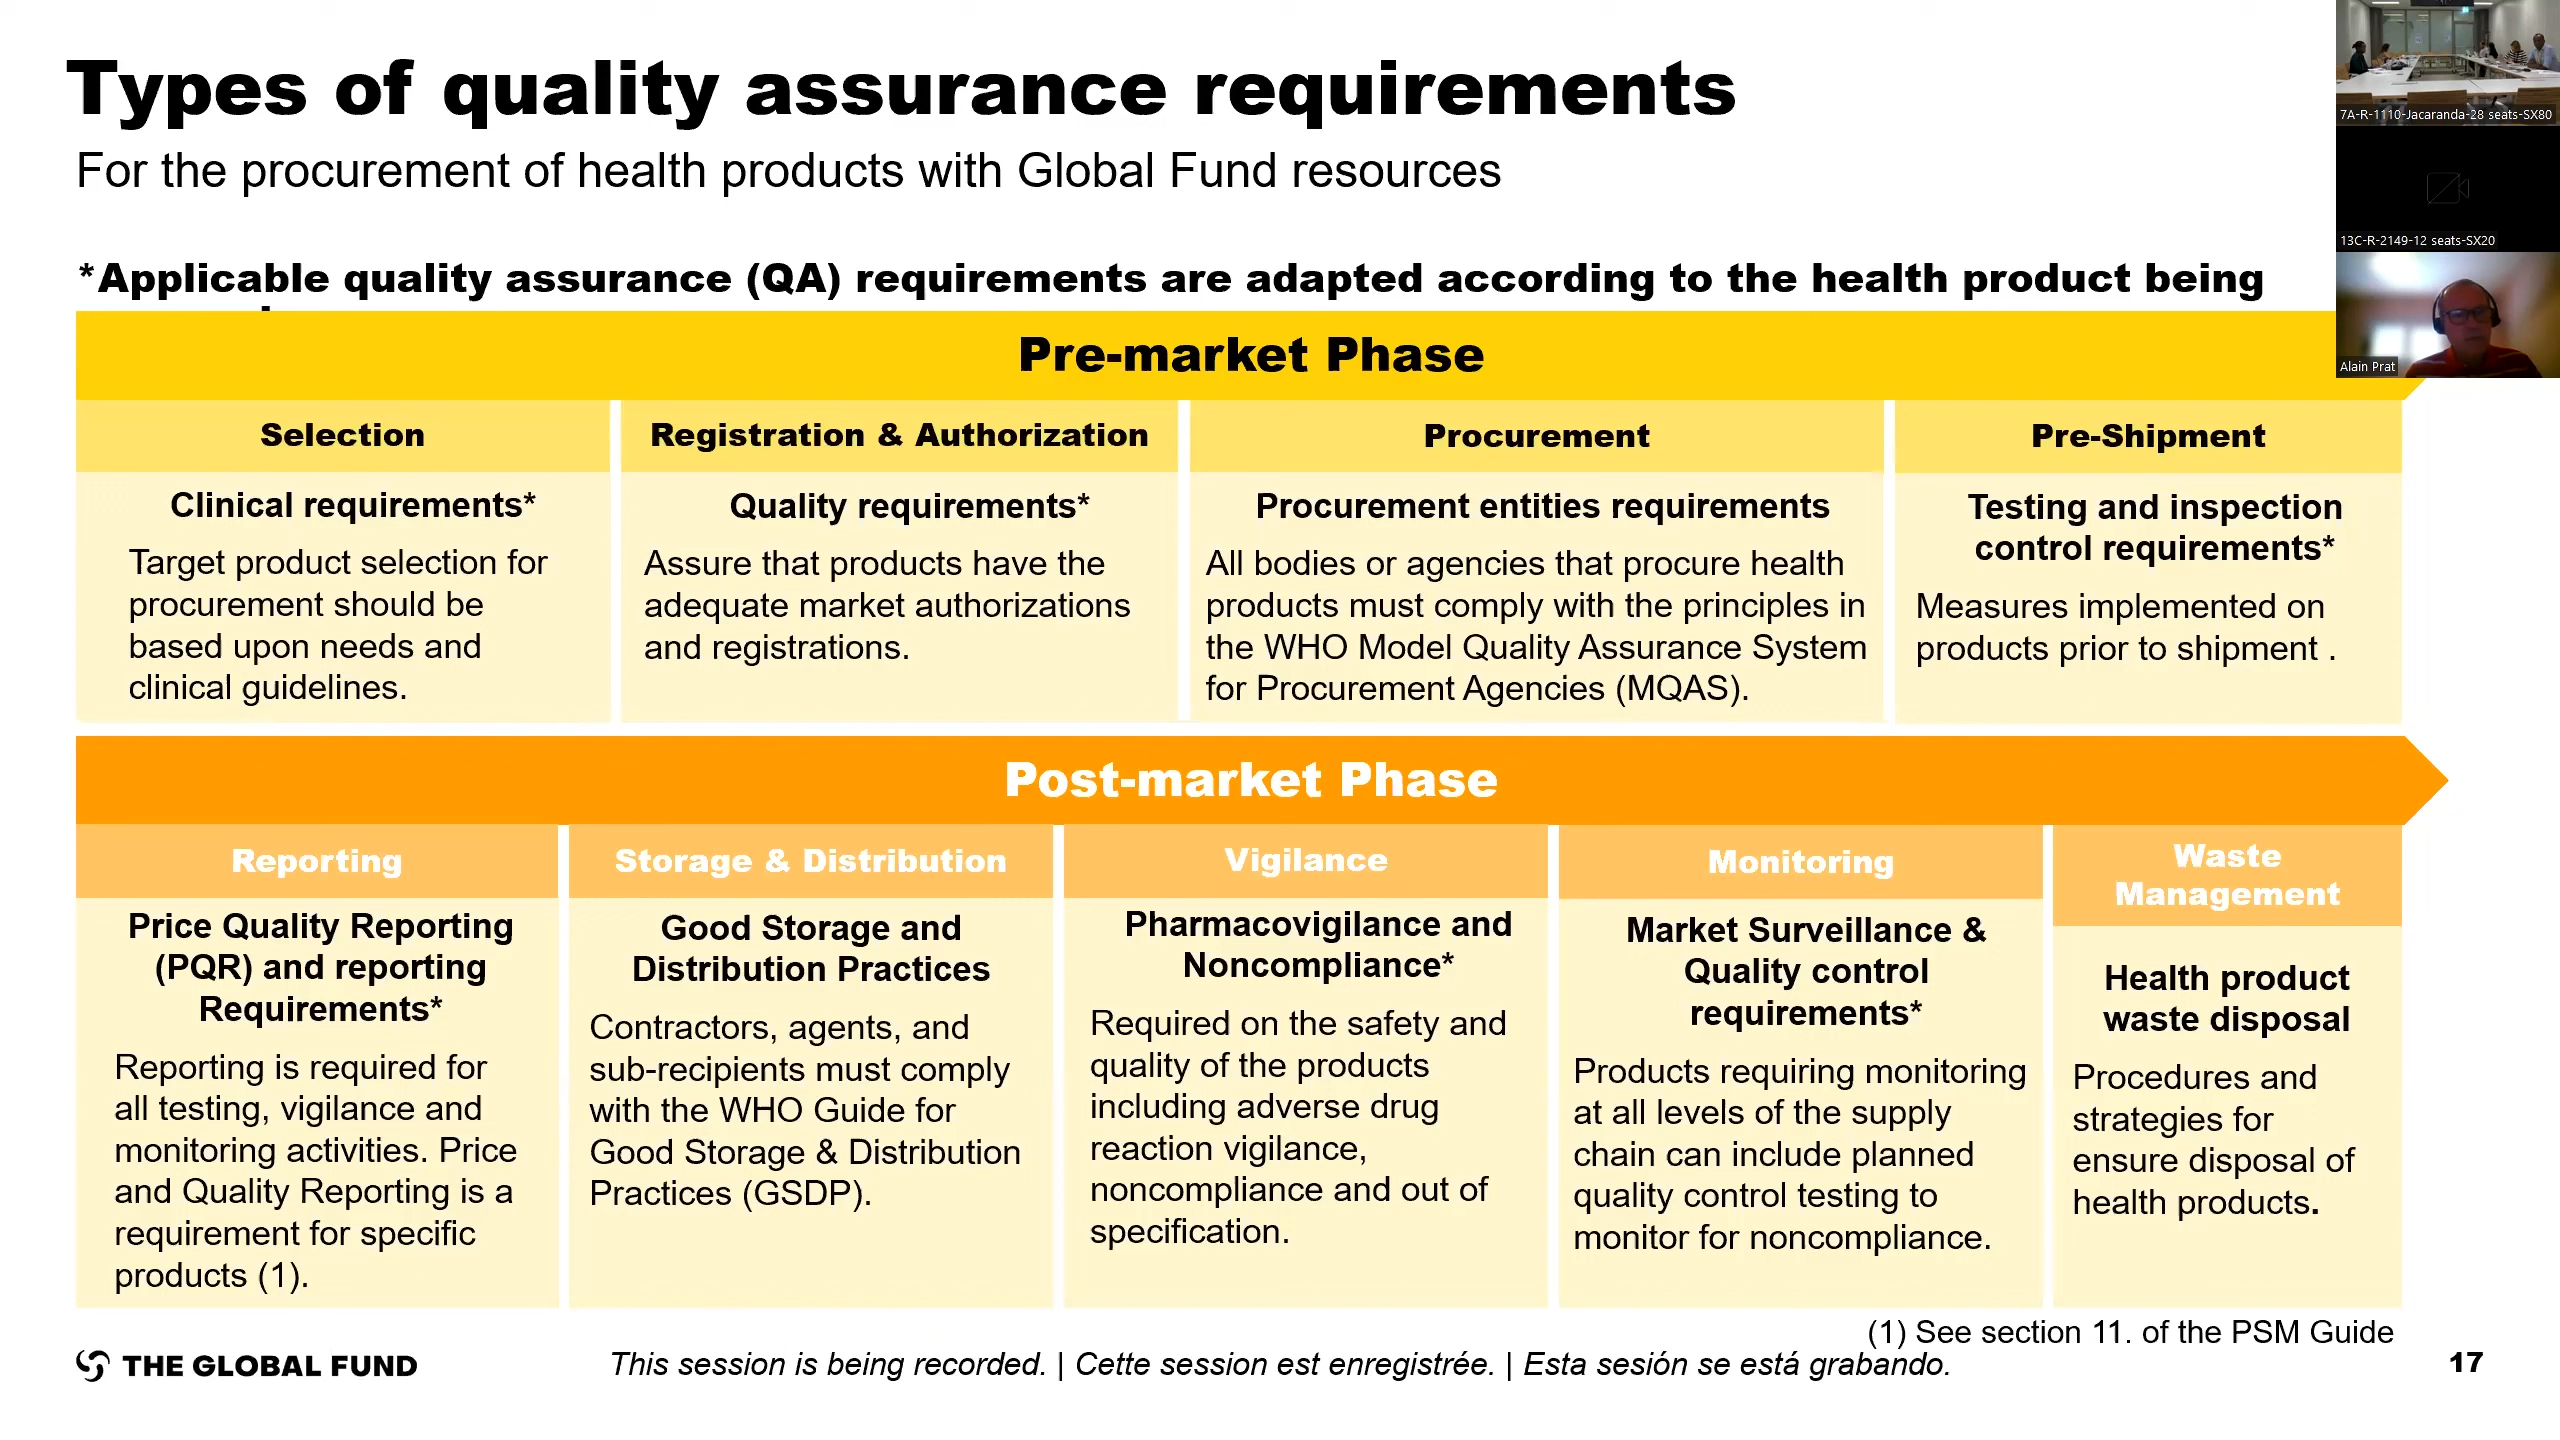 Types of quality assurance requirements
For the procurement of health products with Global Fund resources
*Applicable quality assurance (QA) requirements are adapted according to the health product being
Pre-market Phase
Selection
Clinical requirements*
Target product selection for
procurement should be
based upon needs and
clinical guidelines.
Registration & Authorization
Quality requirements*
Assure that products have the
adequate market authorizations
and registrations.
Procurement
Procurement entities requirements
All bodies or agencies that procure health
products must comply with the principles in
the WHO Model Quality Assurance System
for Procurement Agencies (MQAS).
Pre-Shipment
Testing and inspection
control requirements*
Measures implemented on
products prior to shipment .
Post-market Phase
Reporting
Price Quality Reporting
(PQR) and reporting
Requirements*
Reporting is required for
all testing, vigilance and
monitoring activities. Price
and Quality Reporting is a
requirement for specific
products (1).
Storage & Distribution
Good Storage and
Distribution Practices
Contractors, agents, and
sub-recipients must comply
with the WHO Guide for
Good Storage & Distribution
Practices (GSDP).
Vigilance
Pharmacovigilance and
Noncompliance*
Required on the safety and
quality of the products
including adverse drug
reaction vigilance,
noncompliance and out of
specification.
Monitoring
Market Surveillance &
Quality control
requirements*
Products requiring monitoring
at all levels of the supply
chain can include planned
quality control testing to
monitor for noncompliance.
Waste
Management
Health product
waste disposal
Procedures and
strategies for
ensure disposal of
health products.
(1) See section 11. of the PSM Guide
THE GLOBAL FUND
This session is being recorded. | Cette session est enregistrée. | Esta sesión se está grabando.
17
7A-R-1110-Jacaranda-28 seats-SX80
13C-R-2149-12 seats-SX20
Alain Prat